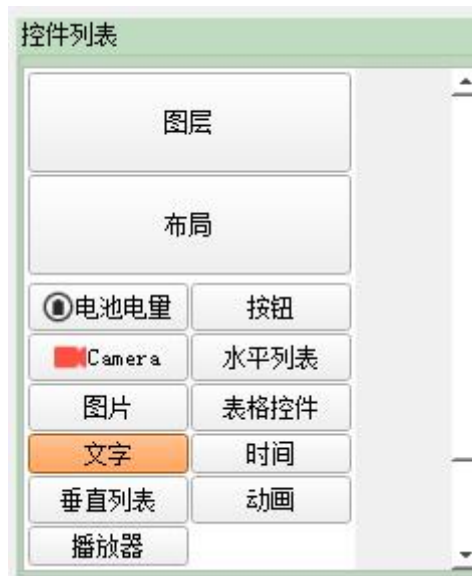 控件列表
图层
布局
电池电量 按钮
Camera 水平列表
图片 表格控件
文字 时间
垂直列表 动画
播放器